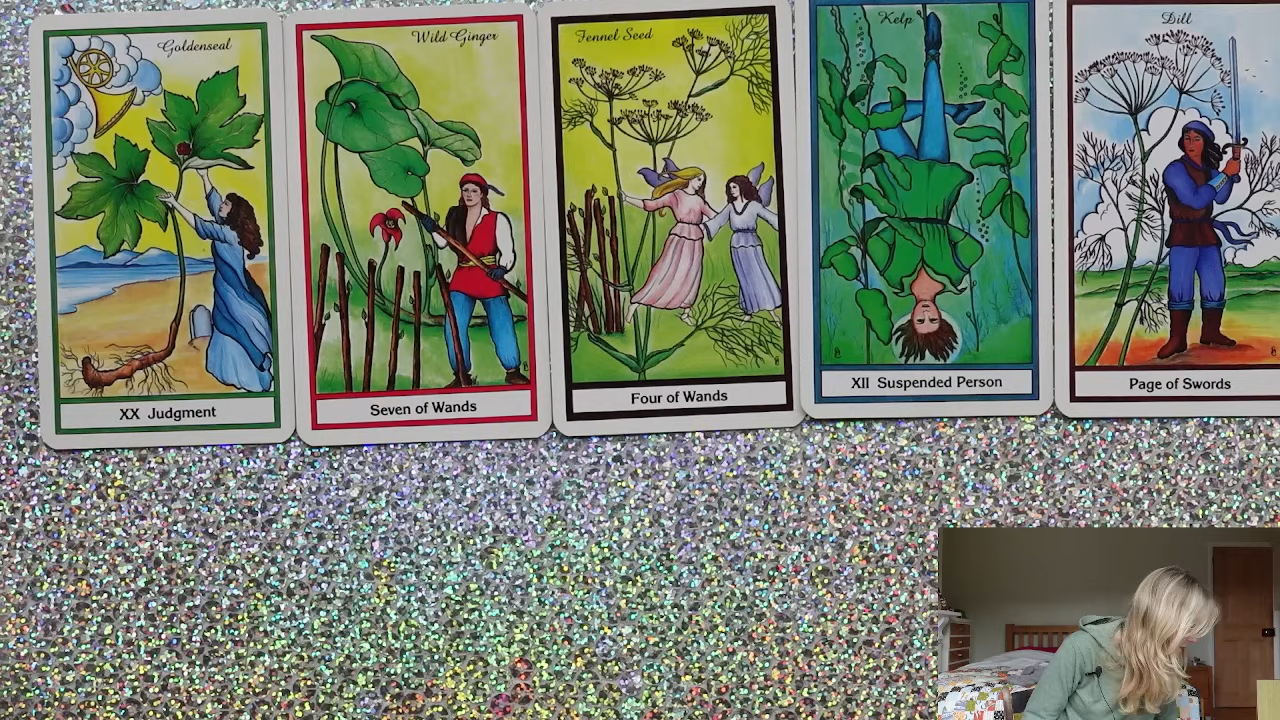 Goldenseal
XX Judgment
Wild Ginger
Seven of Wands
Fennel Seed
Four of Wands
Kelp
XII Suspended Person
Dill
Page of Swords